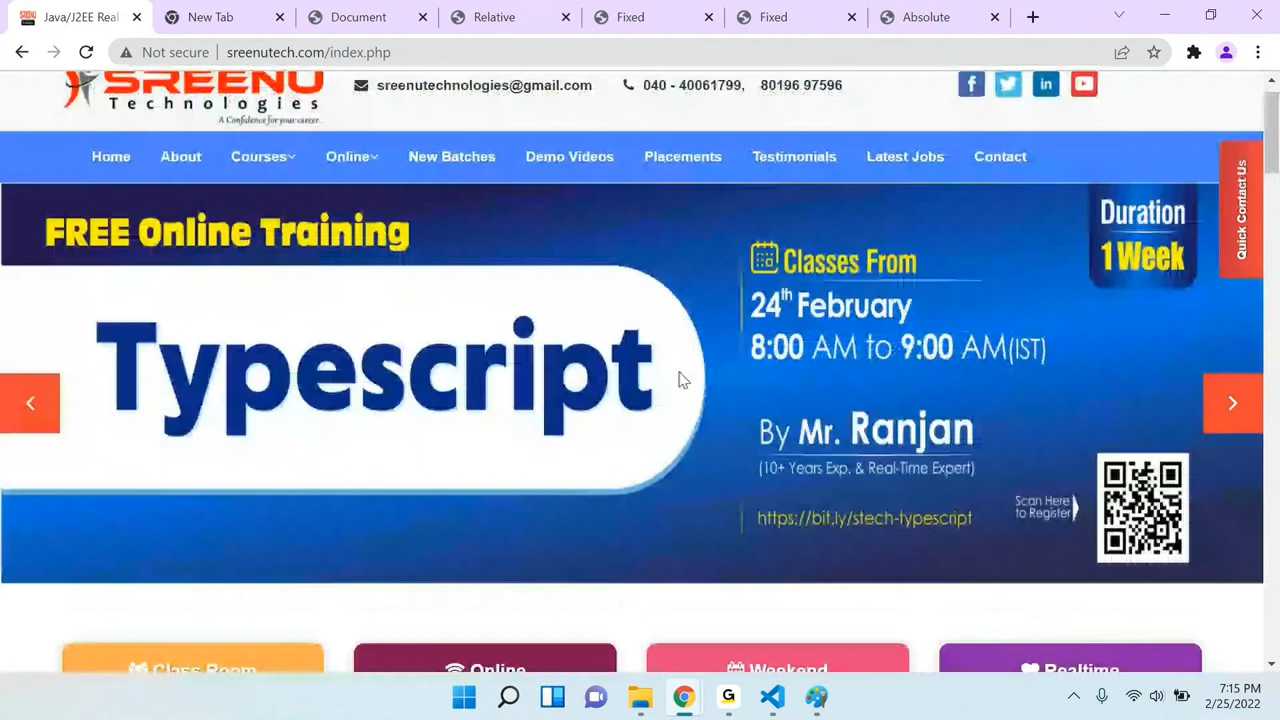 Java/J2EE Real
New Tab
Document
Relative
Fixed
Fixed
Absolute
Not secure
sreenutech.com/index.php
SREENU
Technologies
A Confidence for your career.
sreenutechnologies@gmail.com
040 - 40061799, 80196 97596
Home About Courses Online New Batches Demo Videos Placements Testimonials Latest Jobs Contact
Quick Contact Us
FREE Online Training
Typescript
Duration
1 Week
Classes From
24th February
8:00 AM to 9:00 AM(IST)
By Mr. Ranjan
(10+ Years Exp. & Real-Time Expert)
https://bit.ly/stech-typescript
Scan Here
to Register
Class Room
Online
Weekend
Realtime
7:15 PM
2/25/2022